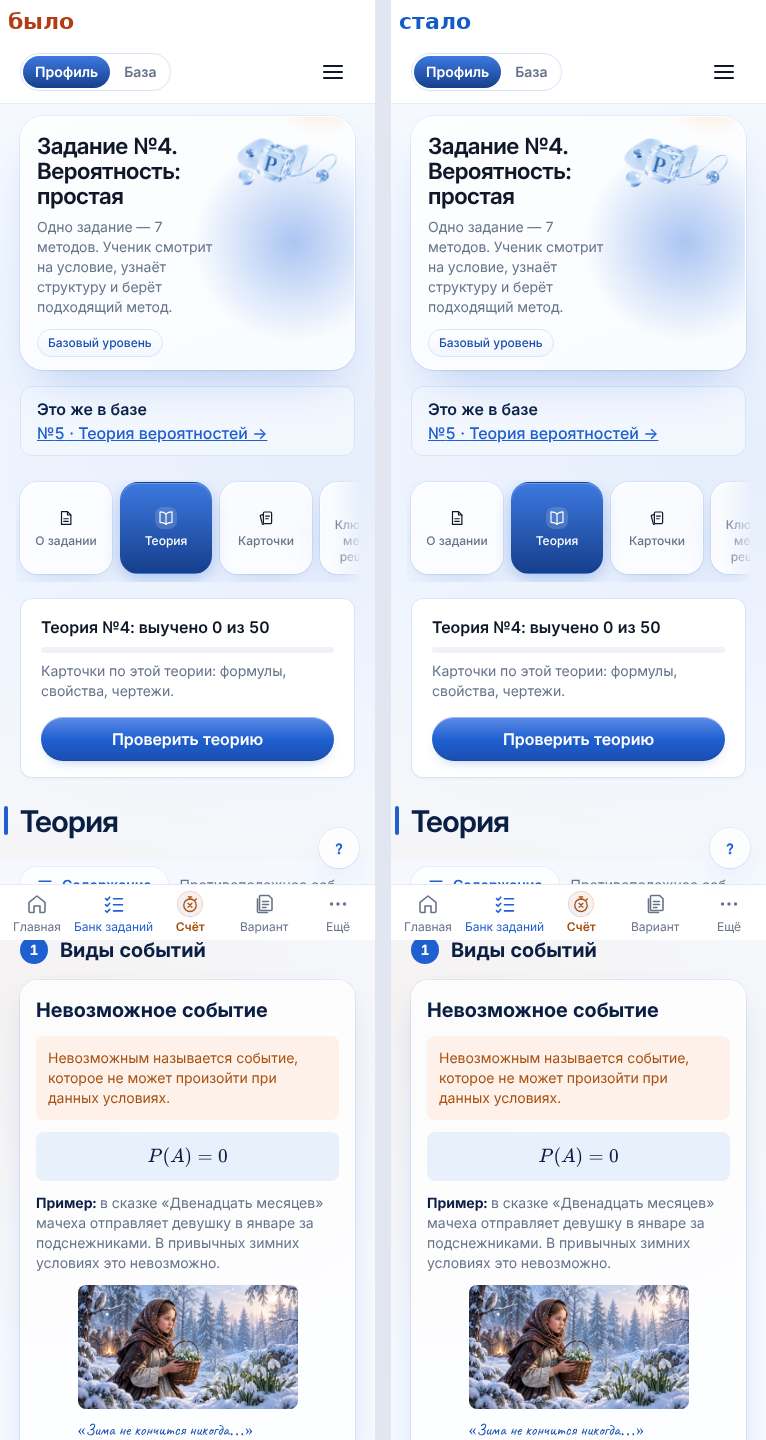 было
Профиль База
Задание №4.
Вероятность:
простая
Одно задание — 7
методов. Ученик смотрит
на условие, узнаёт
структуру и берёт
подходящий метод.
Базовый уровень
Это же в базе
№5 · Теория вероятностей →
О задании Теория Карточки
Теория №4: выучено 0 из 50
Карточки по этой теории: формулы,
свойства, чертежи.
Проверить теорию
Теория
?
Содержание Противоположное соб
Главная Банк заданий Счёт Вариант Ещё
1 Виды событий
Невозможное событие
Невозможным называется событие,
которое не может произойти при
данных условиях.
P(A) = 0
Пример: в сказке «Двенадцать месяцев»
мачеха отправляет девушку в январе за
подснежниками. В привычных зимних
условиях это невозможно.
«Зима не кончится никогда...»
стало
Профиль База
Задание №4.
Вероятность:
простая
Одно задание — 7
методов. Ученик смотрит
на условие, узнаёт
структуру и берёт
подходящий метод.
Базовый уровень
Это же в базе
№5 · Теория вероятностей →
О задании Теория Карточки
Теория №4: выучено 0 из 50
Карточки по этой теории: формулы,
свойства, чертежи.
Проверить теорию
Теория
?
Содержание Противоположное соб
Главная Банк заданий Счёт Вариант Ещё
1 Виды событий
Невозможное событие
Невозможным называется событие,
которое не может произойти при
данных условиях.
P(A) = 0
Пример: в сказке «Двенадцать месяцев»
мачеха отправляет девушку в январе за
подснежниками. В привычных зимних
условиях это невозможно.
«Зима не кончится никогда...»